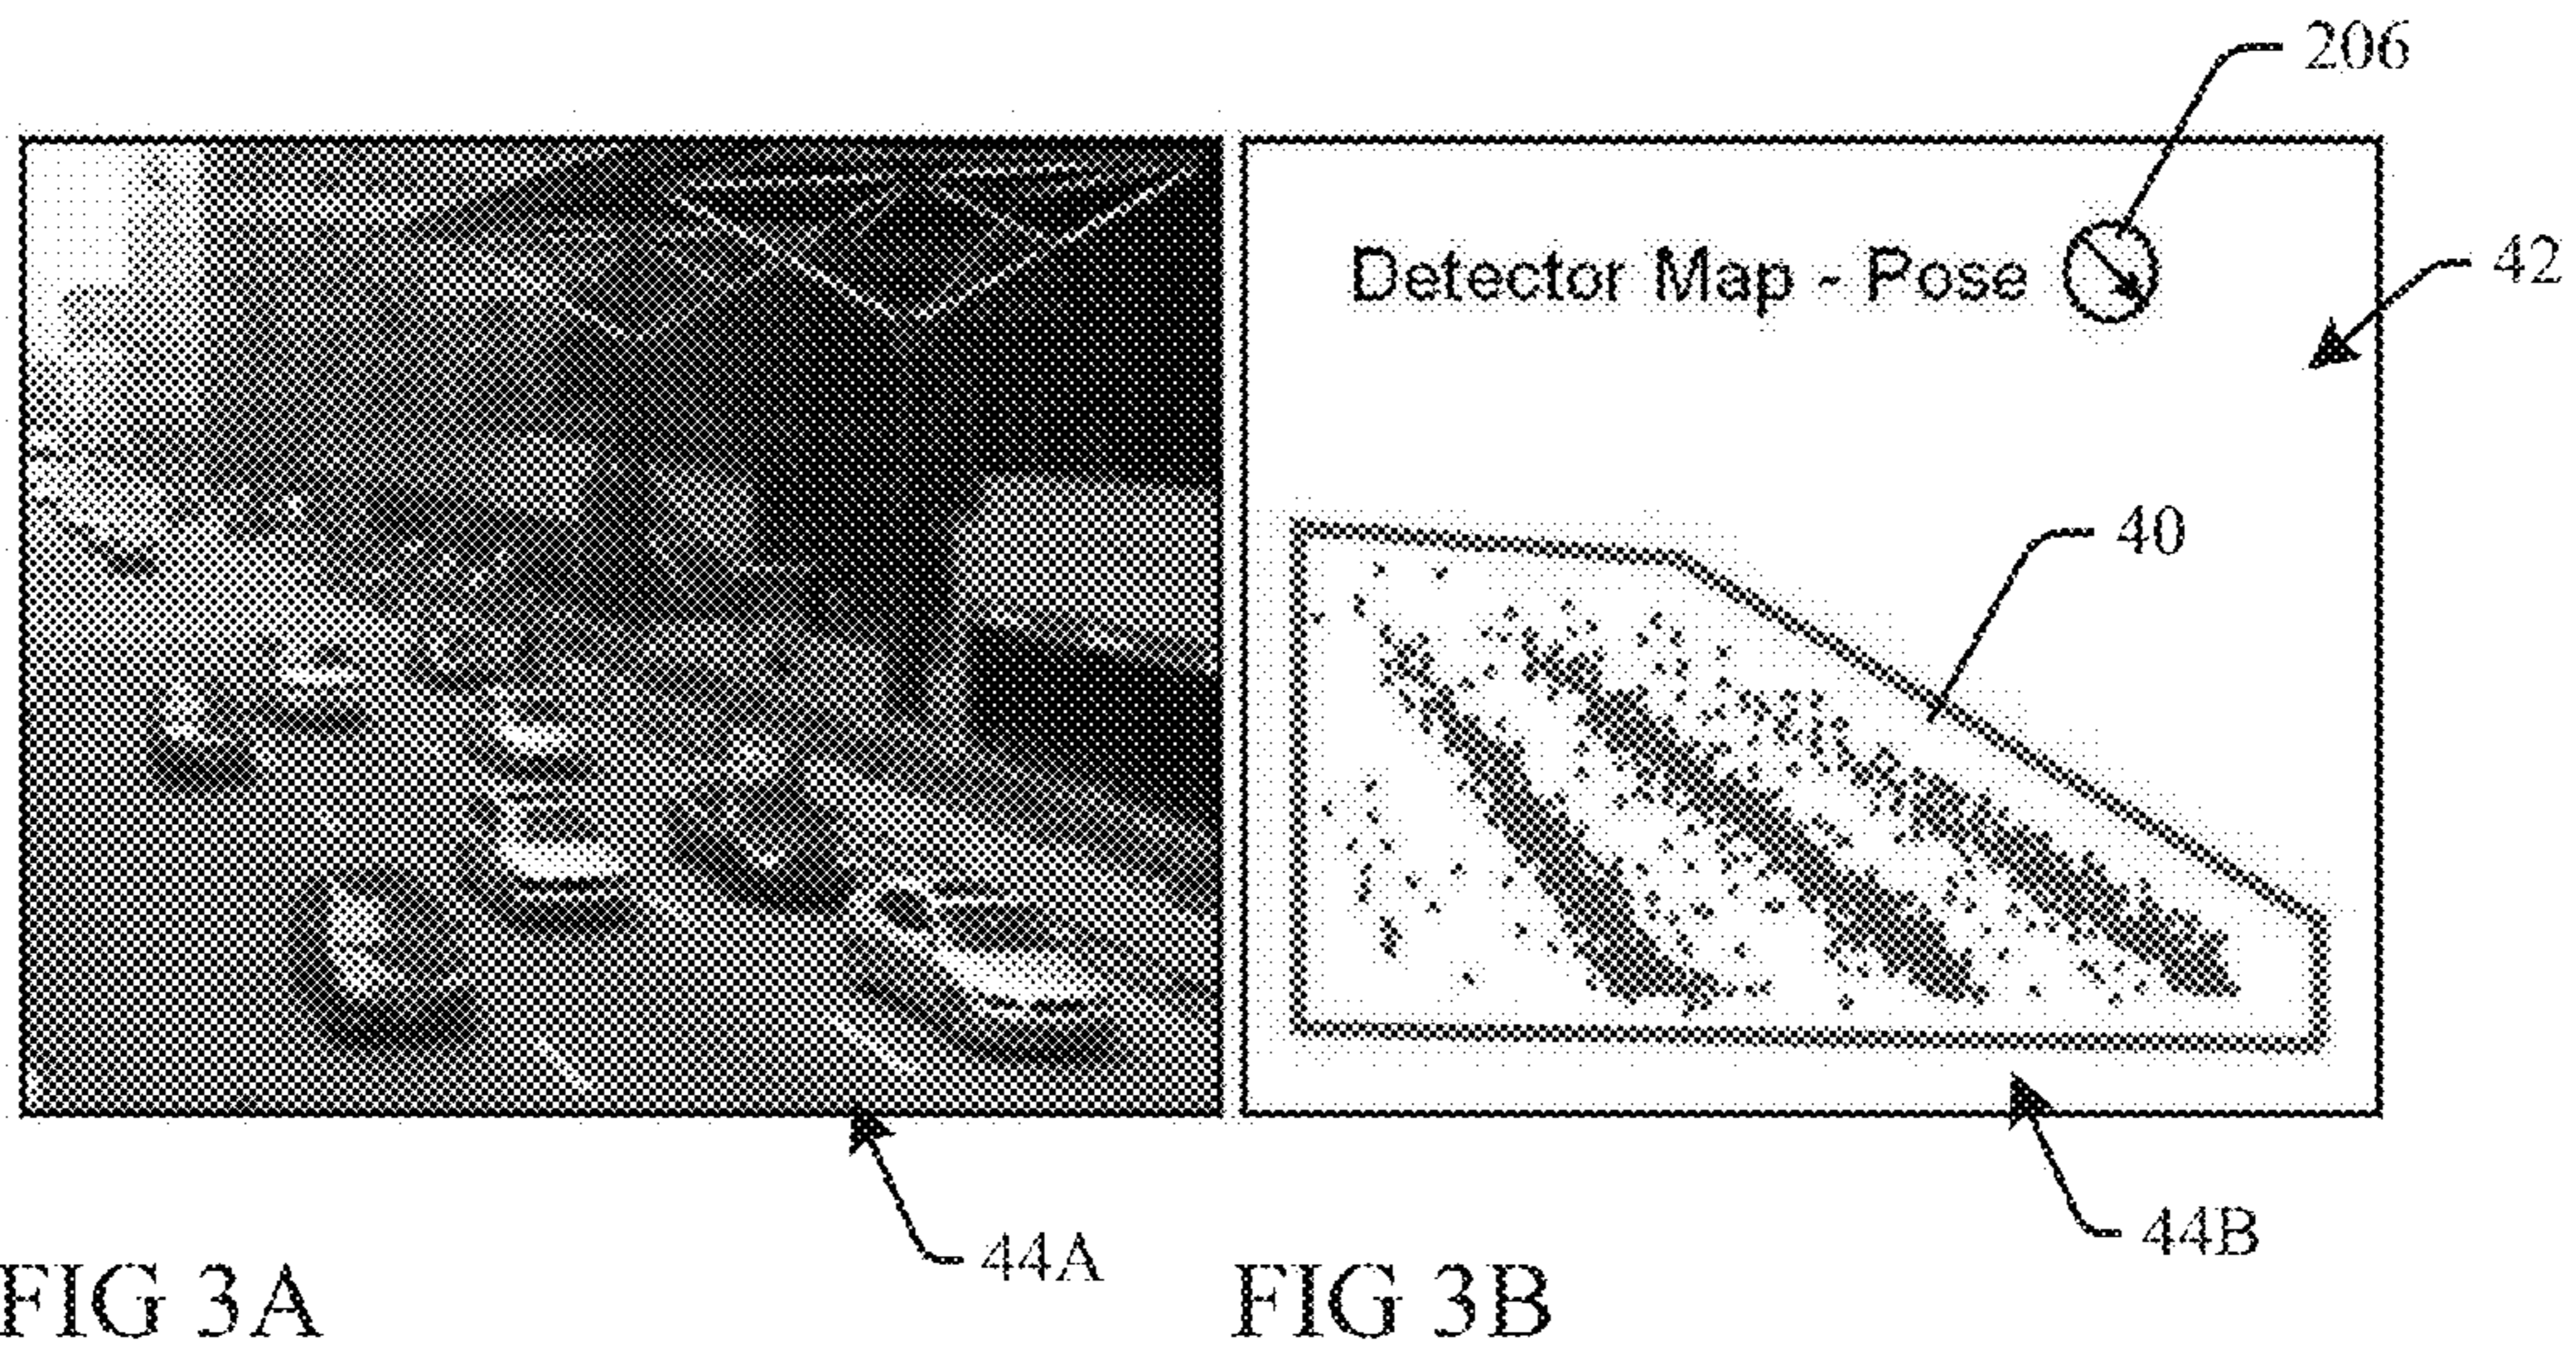 206
Detector Map - Pose
42
40
44A
44B
FIG 3A
FIG 3B